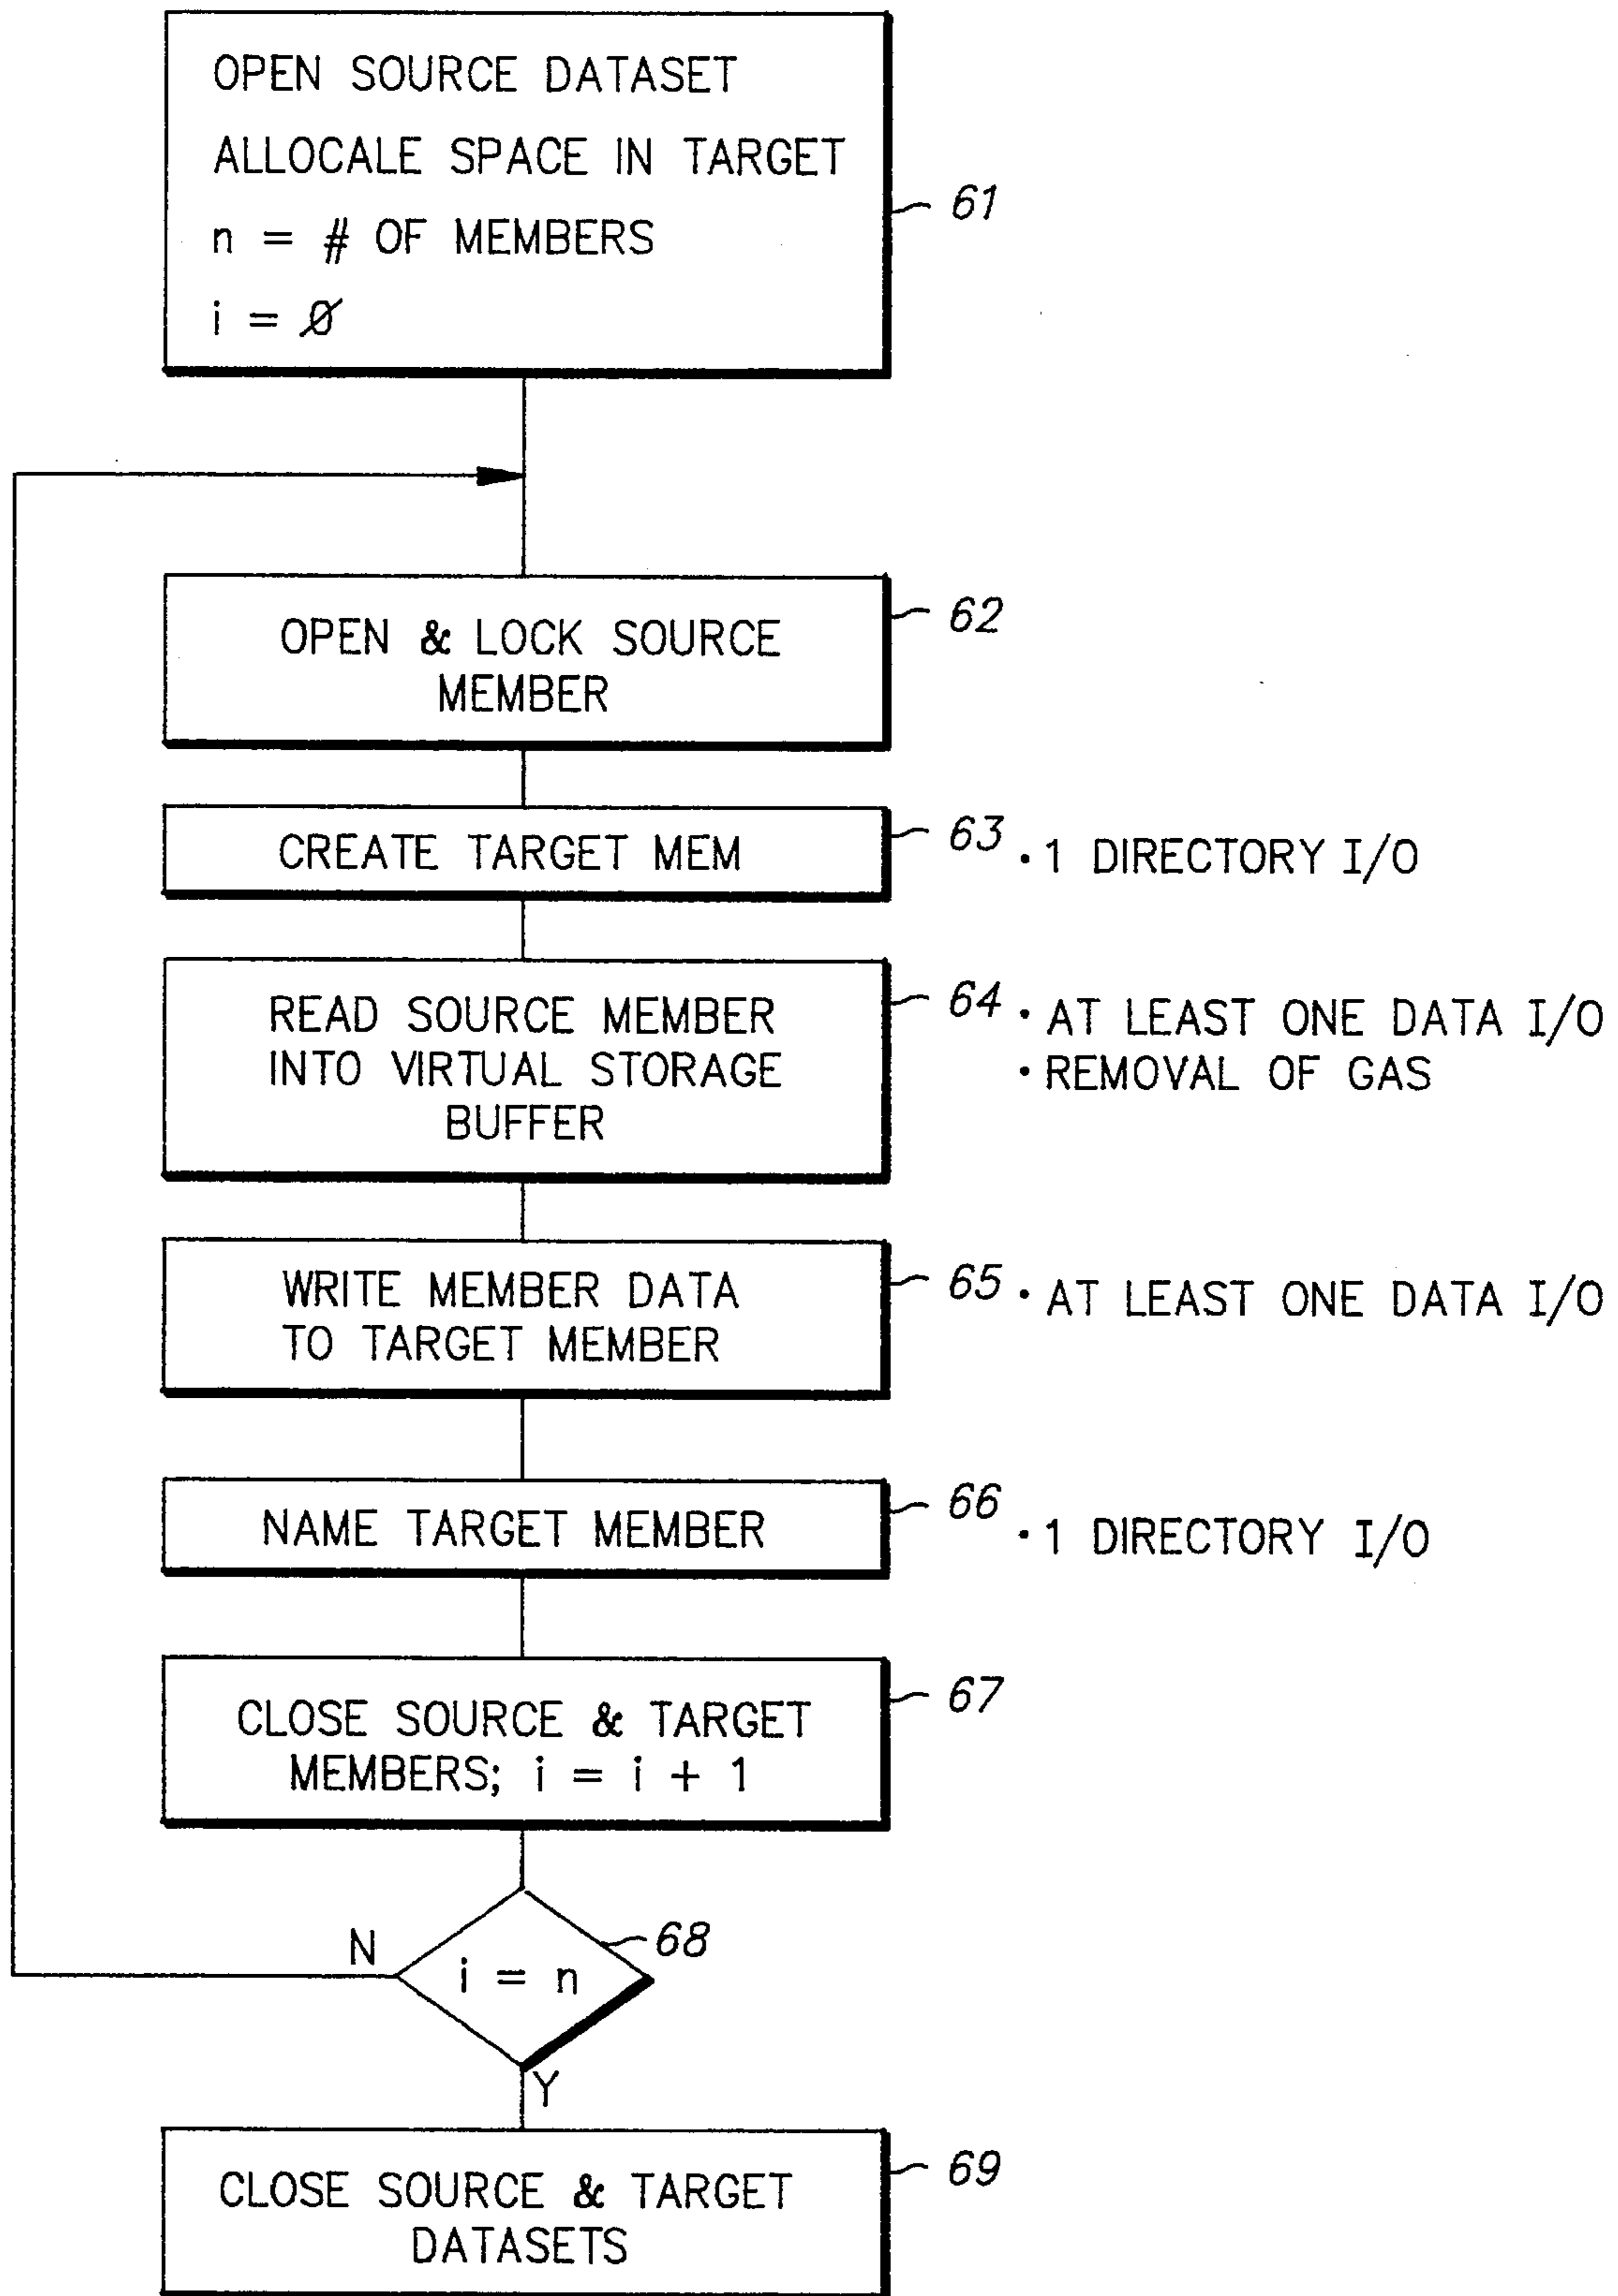 OPEN SOURCE DATASET
ALLOCALE SPACE IN TARGET
n = # OF MEMBERS
i = Ø
61
OPEN & LOCK SOURCE
MEMBER
62
CREATE TARGET MEM
63
· 1 DIRECTORY I/O
READ SOURCE MEMBER
INTO VIRTUAL STORAGE
BUFFER
64
· AT LEAST ONE DATA I/O
· REMOVAL OF GAS
WRITE MEMBER DATA
TO TARGET MEMBER
65
· AT LEAST ONE DATA I/O
NAME TARGET MEMBER
66
· 1 DIRECTORY I/O
CLOSE SOURCE & TARGET
MEMBERS; i = i + 1
67
N
i = n
68
Y
CLOSE SOURCE & TARGET
DATASETS
69